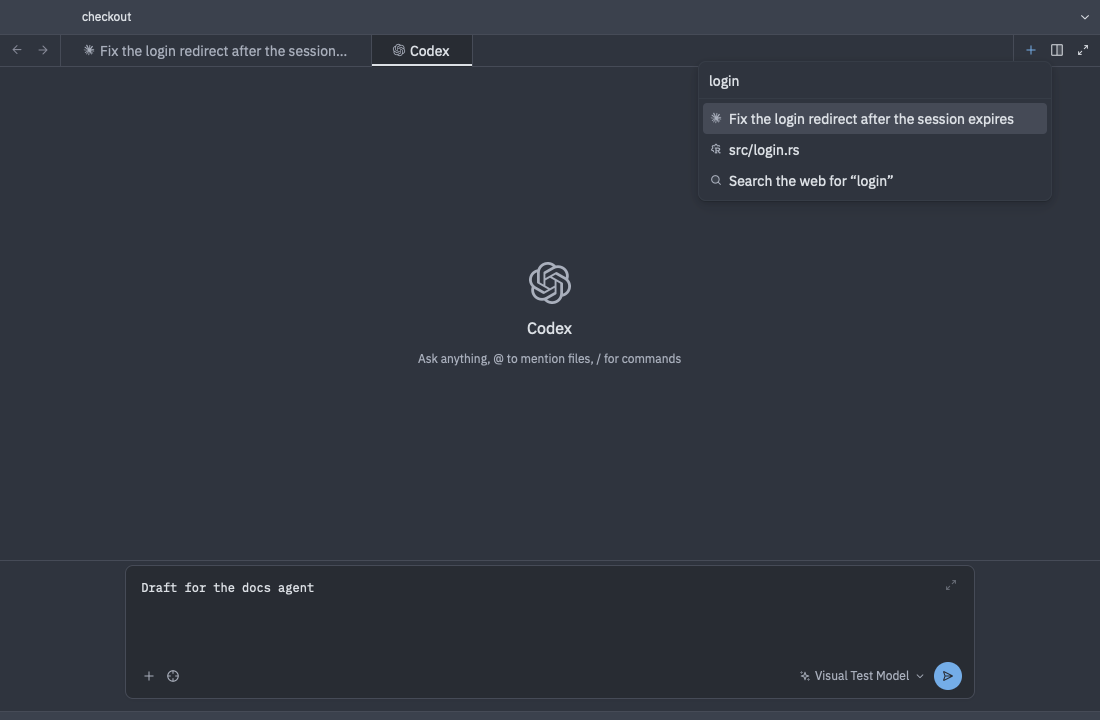 checkout
Fix the login redirect after the session...
Codex
login
Fix the login redirect after the session expires
src/login.rs
Search the web for “login”
Codex
Ask anything, @ to mention files, / for commands
Draft for the docs agent
Visual Test Model